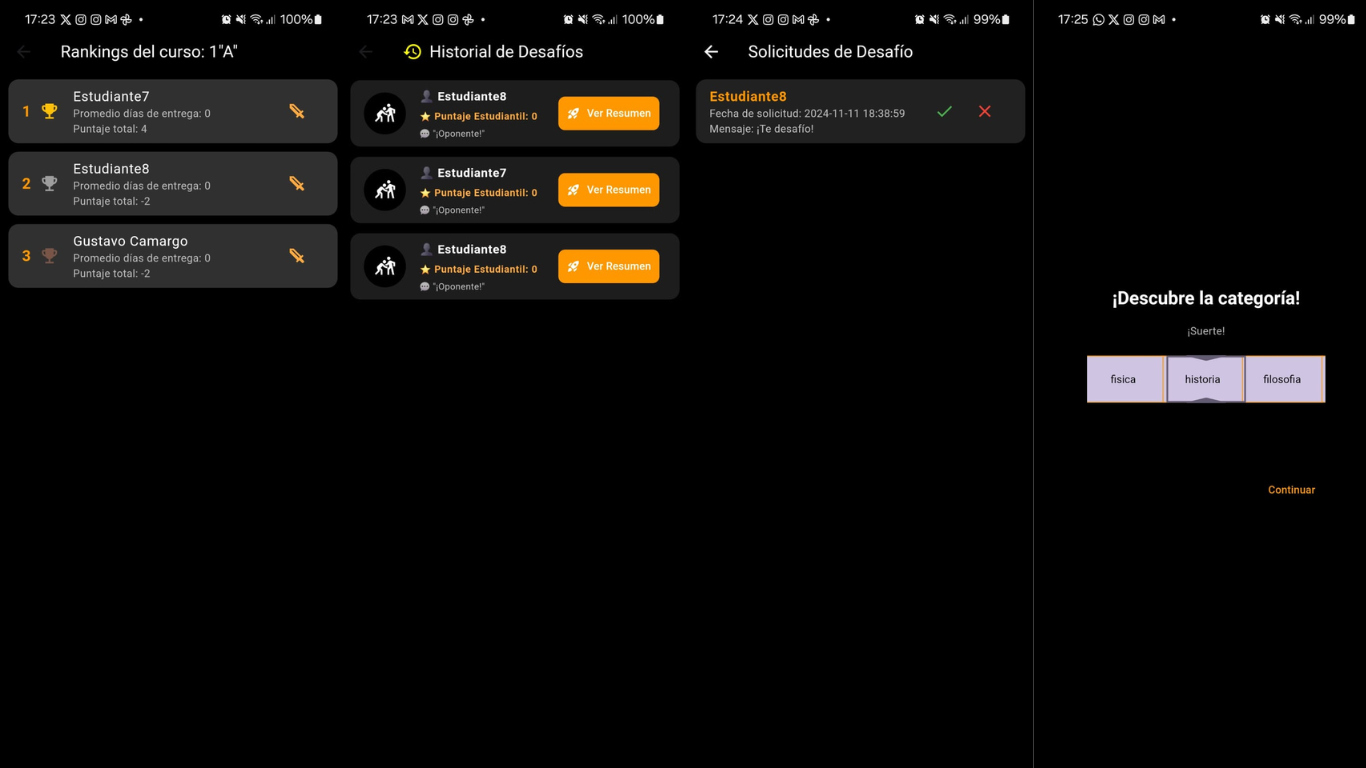 17:23
100%
Rankings del curso: 1"A"
1
Estudiante7
Promedio días de entrega: 0
Puntaje total: 4
2
Estudiante8
Promedio días de entrega: 0
Puntaje total: -2
3
Gustavo Camargo
Promedio días de entrega: 0
Puntaje total: -2
17:23
100%
Historial de Desafíos
Estudiante8
Puntaje Estudiantil: 0
"¡Oponente!"
Ver Resumen
Estudiante7
Puntaje Estudiantil: 0
"¡Oponente!"
Ver Resumen
Estudiante8
Puntaje Estudiantil: 0
"¡Oponente!"
Ver Resumen
17:24
99%
Solicitudes de Desafío
Estudiante8
Fecha de solicitud: 2024-11-11 18:38:59
Mensaje: ¡Te desafío!
17:25
99%
¡Descubre la categoría!
¡Suerte!
fisica
historia
filosofia
Continuar